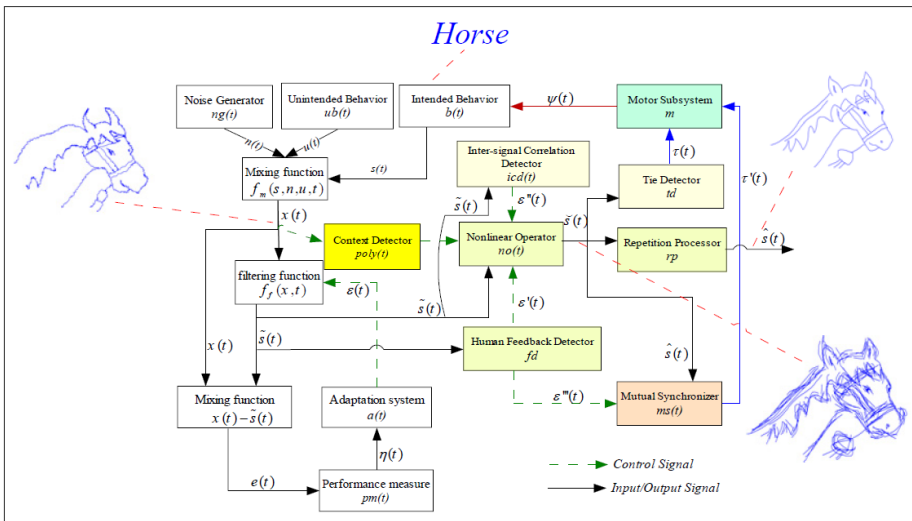 Horse
Noise Generator
ng(t)
Unintended Behavior
ub(t)
Intended Behavior
b(t)
ψ(t)
Motor Subsystem
m
n(t)
u(t)
s(t)
Inter-signal Correlation
Detector
icd(t)
τ(t)
τ'(t)
Mixing function
f_m(s,n,u,t)
Tie Detector
td
x(t)
s̃(t)
ε''(t)
s̆(t)
Context Detector
poly(t)
Nonlinear Operator
no(t)
Repetition Processor
rp
ŝ(t)
filtering function
f_f(x,t)
ε(t)
s̃(t)
s̃(t)
ε'(t)
x(t)
s̃(t)
Human Feedback Detector
fd
ŝ(t)
Mixing function
x(t)−s̃(t)
Adaptation system
a(t)
ε'''(t)
Mutual Synchronizer
ms(t)
η(t)
e(t)
Performance measure
pm(t)
Control Signal
Input/Output Signal